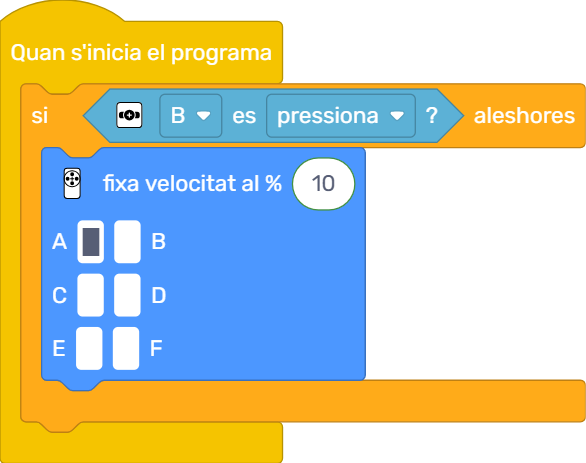 Quan s'inicia el programa
si B es pressiona ? aleshores
fixa velocitat al % 10
A B
C D
E F